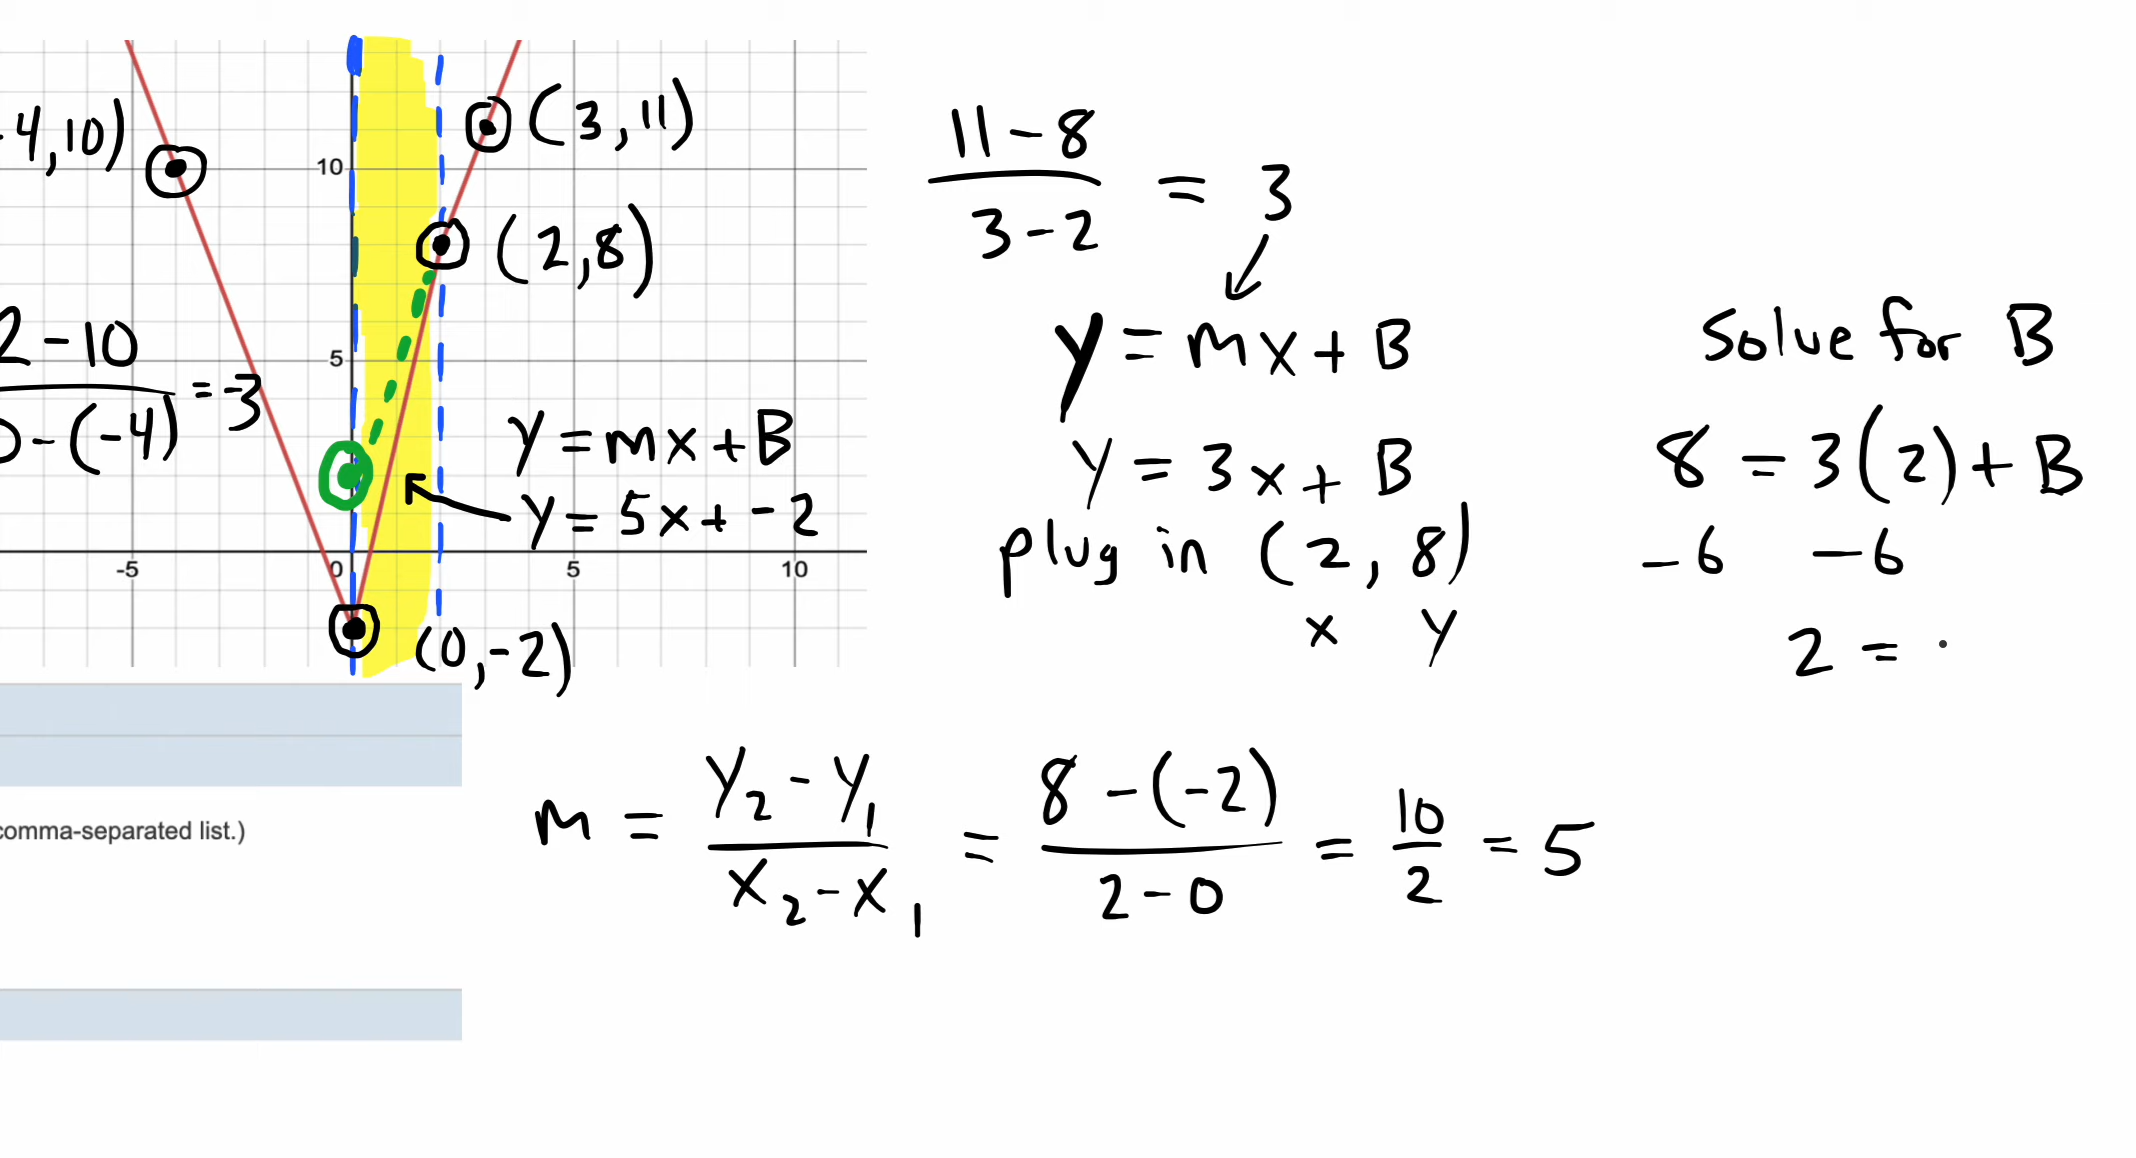 4,10)
(3,11)
10
(2,8)
2-10
0-(-4)
=-3
5
y=mx+B
y=5x+-2
-5
0
5
10
(0,-2)
11-8
3-2
= 3
y=mx+B
y=3x+B
plug in (2,8)
x y
Solve for B
8=3(2)+B
-6 -6
2=
comma-separated list.)
m = y₂-y₁
x₂-x₁
= 8-(-2)
2-0
= 10
2
= 5